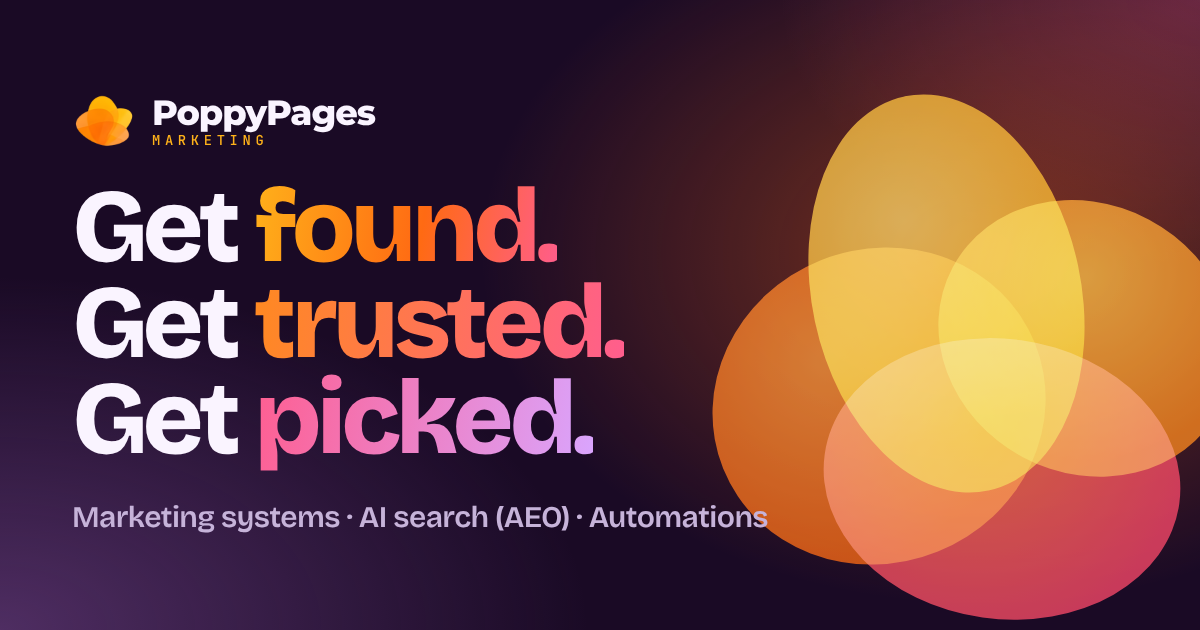 PoppyPages
MARKETING
Get found.
Get trusted.
Get picked.
Marketing systems · AI search (AEO) · Automations